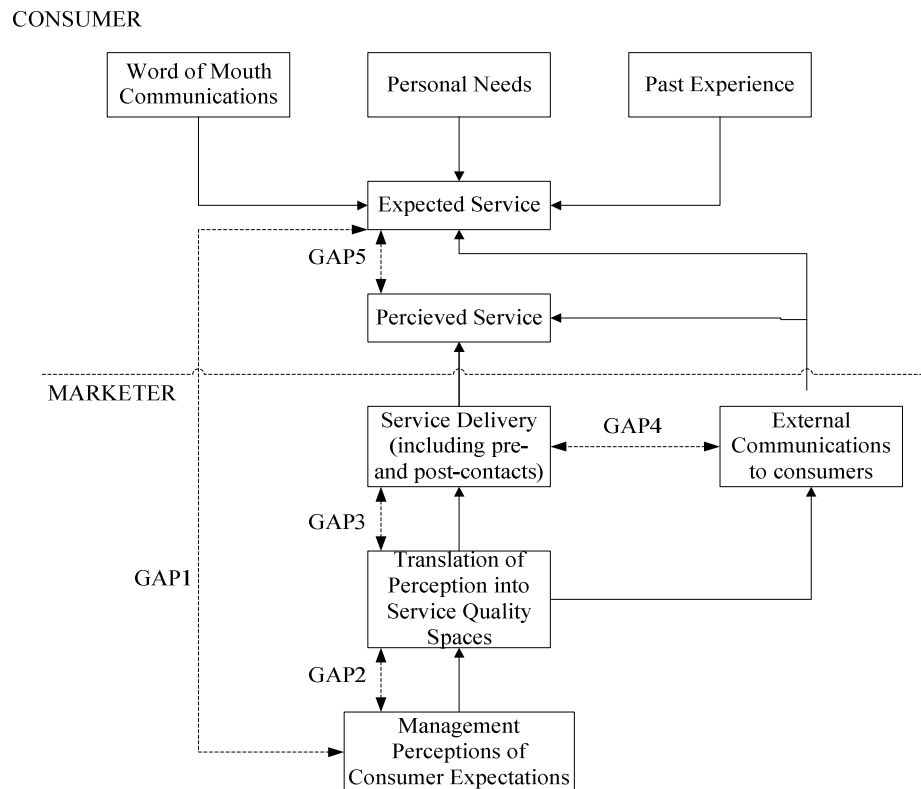 CONSUMER
Word of Mouth
Communications
Personal Needs
Past Experience
Expected Service
GAP5
Percieved Service
MARKETER
Service Delivery
(including pre-
and post-contacts)
GAP4
External
Communications
to consumers
GAP3
Translation of
Perception into
Service Quality
Spaces
GAP1
GAP2
Management
Perceptions of
Consumer Expectations